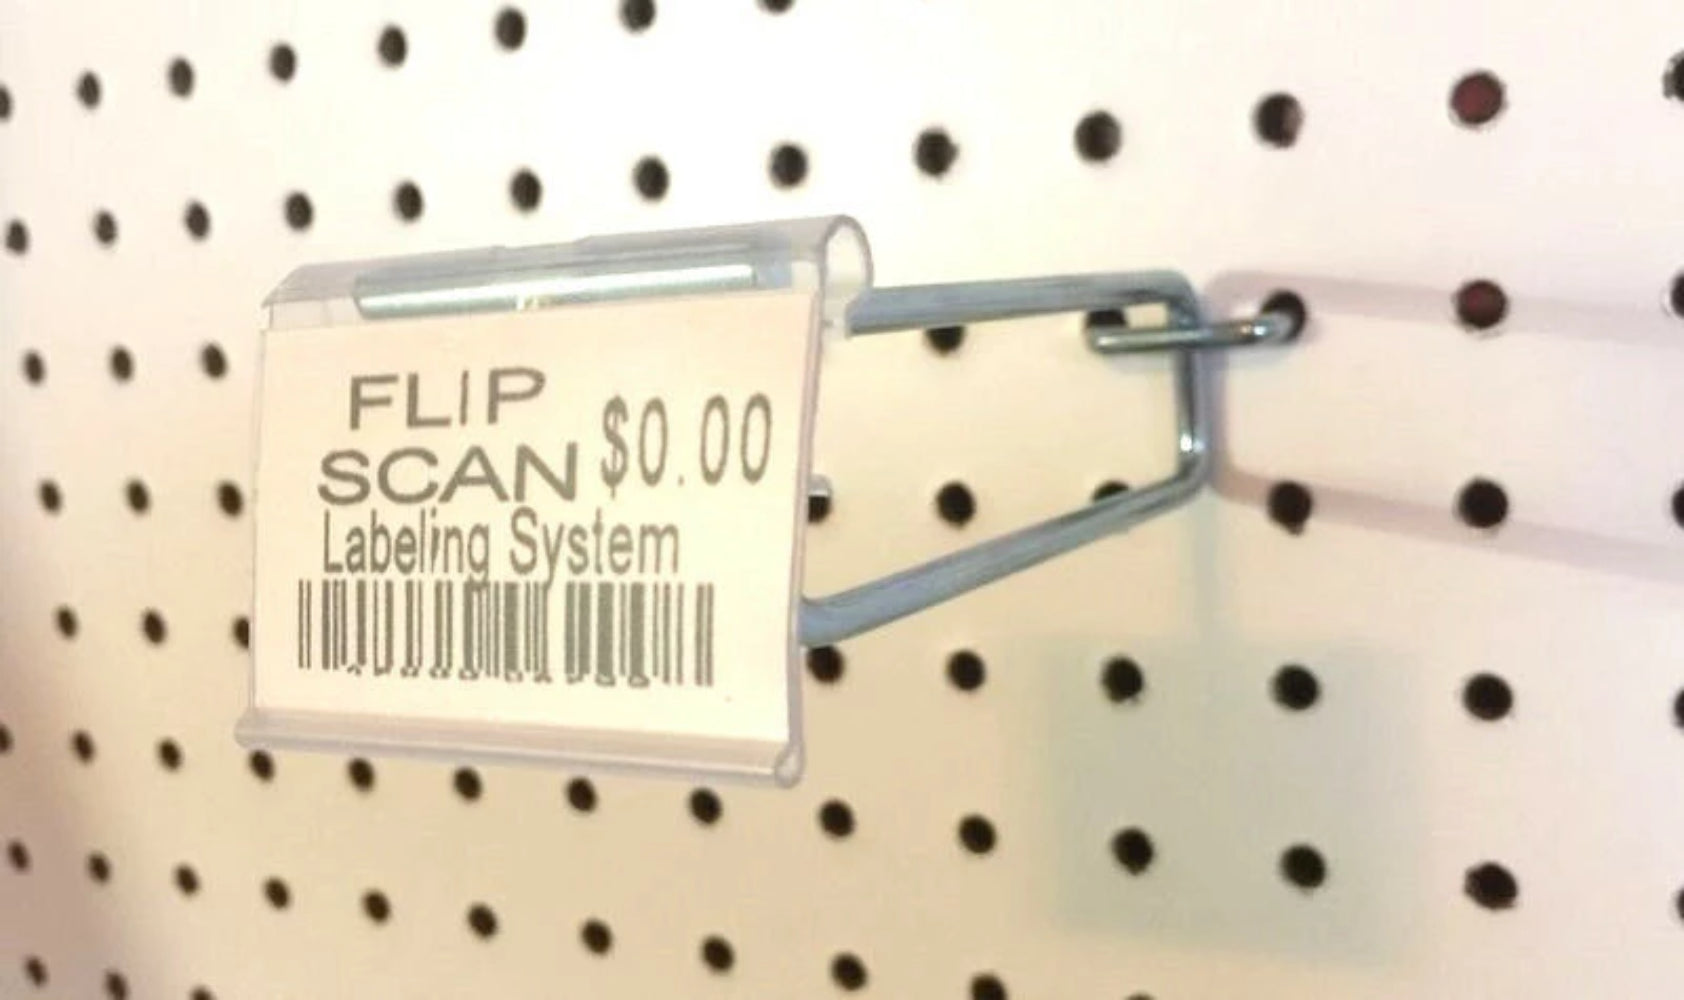 FLIP
SCAN $0.00
Labeling System